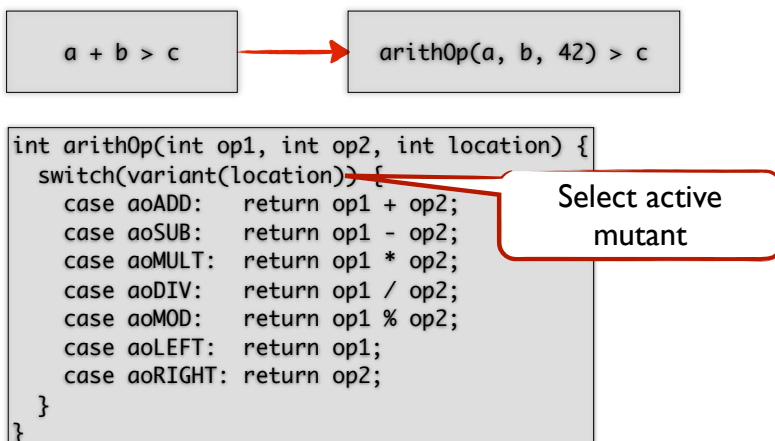 a + b > c
arithOp(a, b, 42) > c
int arithOp(int op1, int op2, int location) {
switch(variant(location)) {
case aoADD: return op1 + op2;
case aoSUB: return op1 - op2;
case aoMULT: return op1 * op2;
case aoDIV: return op1 / op2;
case aoMOD: return op1 % op2;
case aoLEFT: return op1;
case aoRIGHT: return op2;
}
}
Select active
mutant